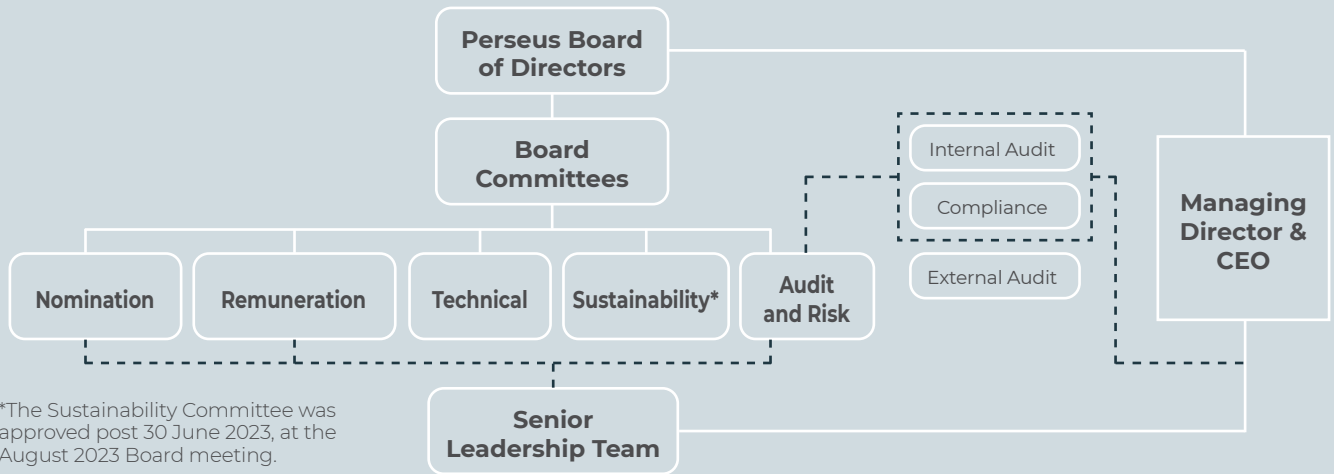 Perseus Board
of Directors
Board
Committees
Internal Audit
Compliance
External Audit
Managing
Director &
CEO
Nomination
Remuneration
Technical
Sustainability*
Audit
and Risk
Senior
Leadership Team
*The Sustainability Committee was
approved post 30 June 2023, at the
August 2023 Board meeting.